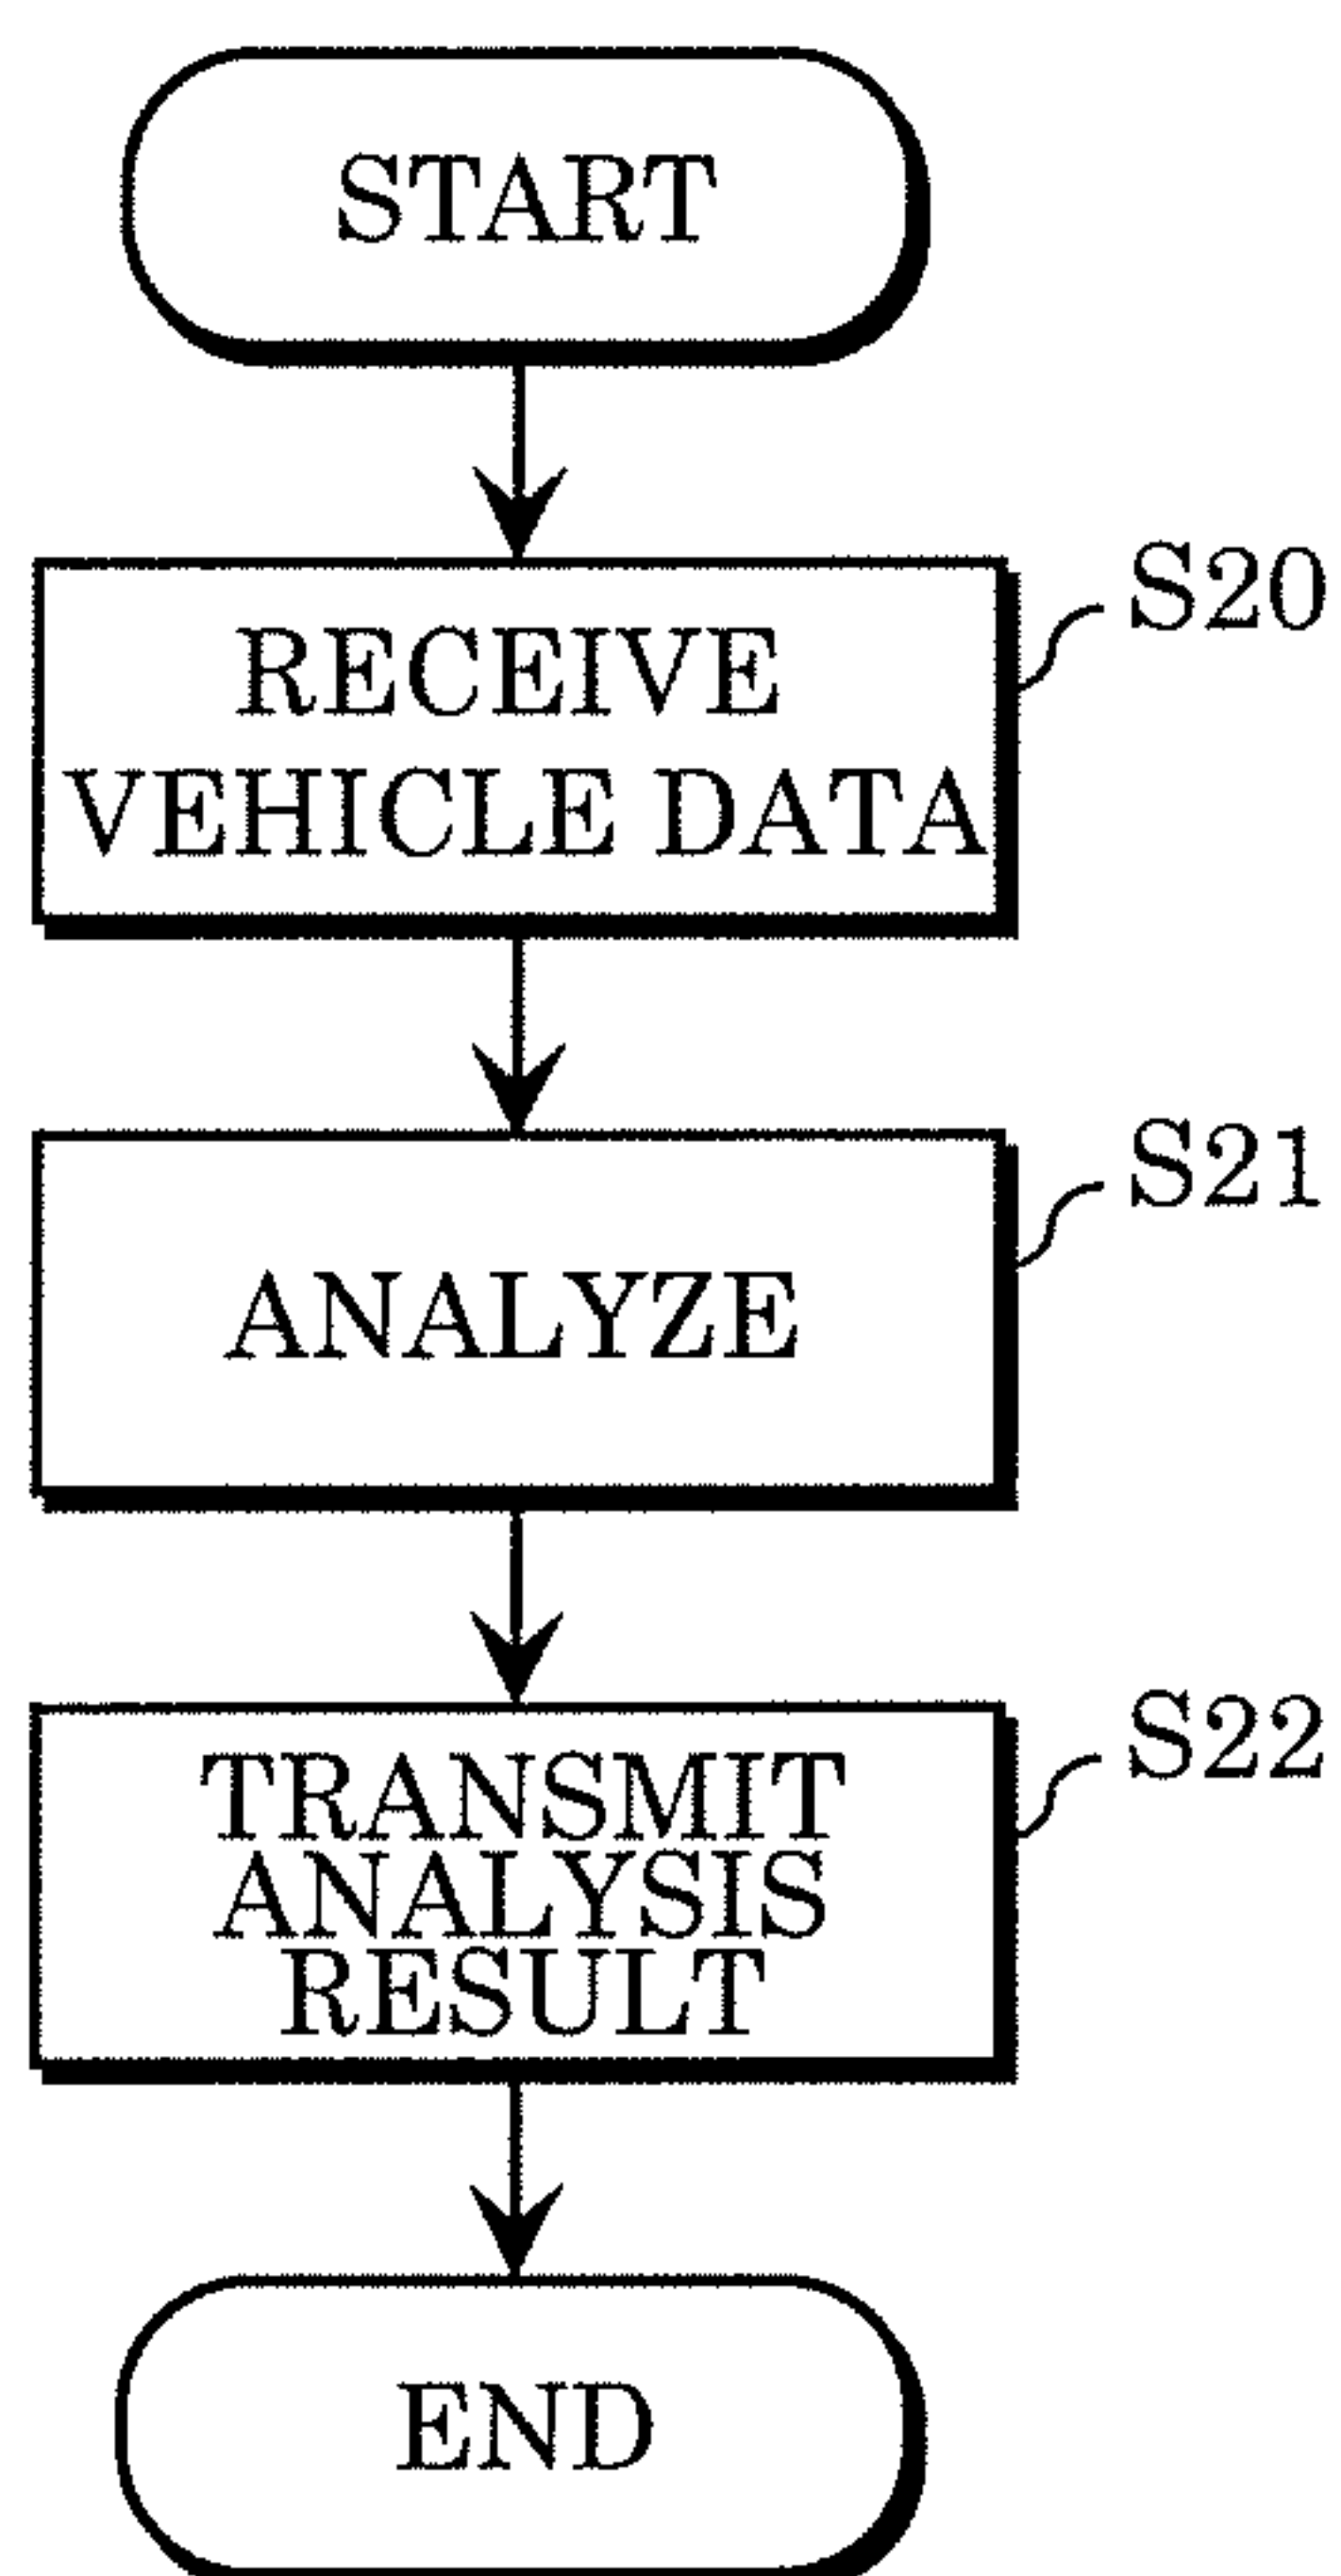 START
RECEIVE
VEHICLE DATA
S20
ANALYZE
S21
TRANSMIT
ANALYSIS
RESULT
S22
END